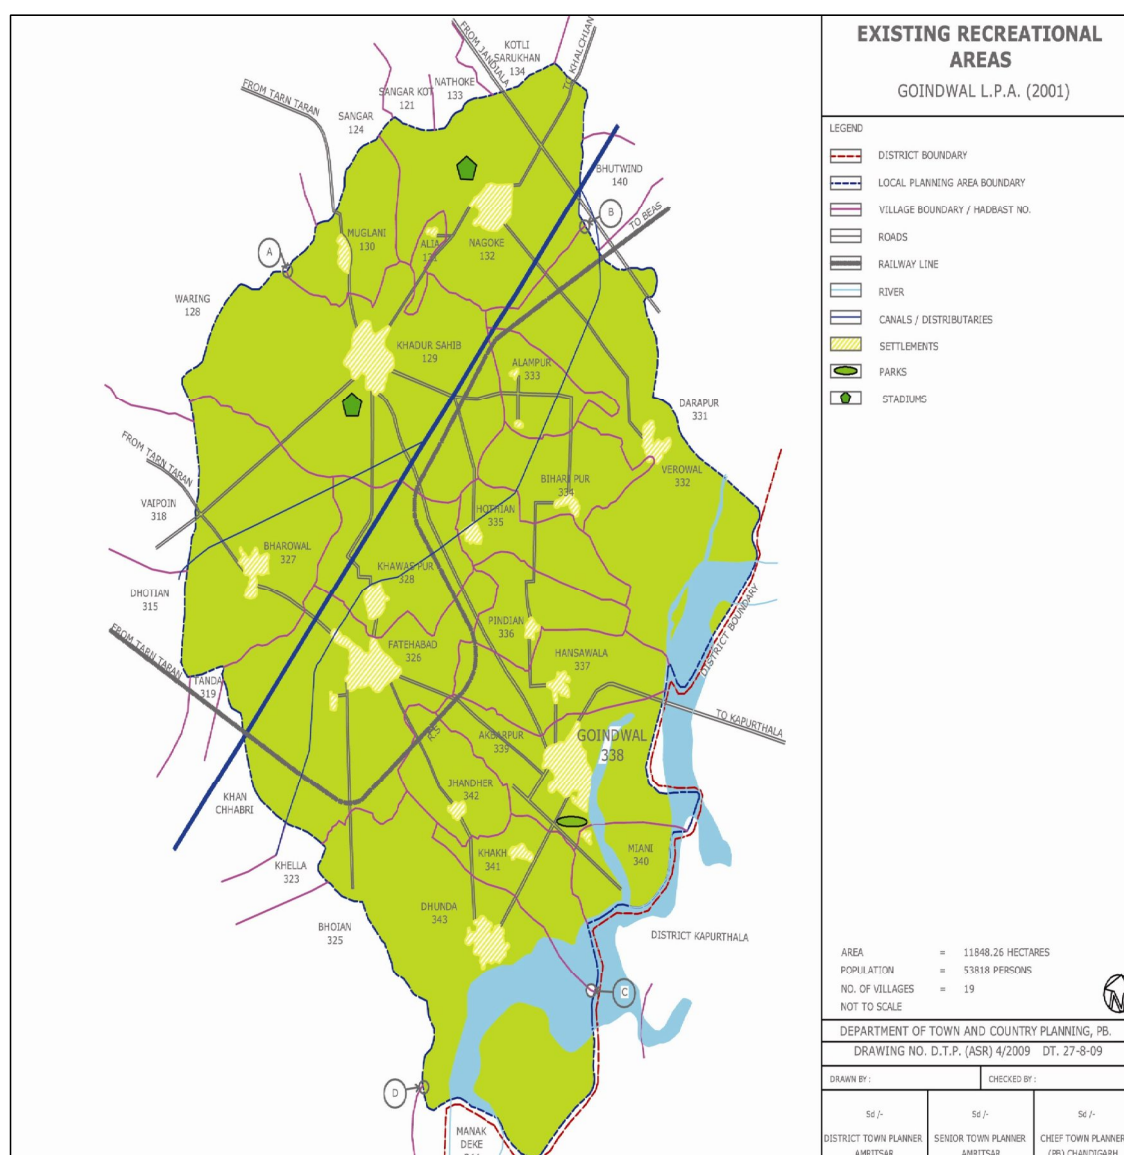 EXISTING RECREATIONAL
AREAS
GOINDWAL L.P.A. (2001)
LEGEND
DISTRICT BOUNDARY
LOCAL PLANNING AREA BOUNDARY
VILLAGE BOUNDARY / HADBAST NO.
ROADS
RAILWAY LINE
RIVER
CANALS / DISTRIBUTARIES
SETTLEMENTS
PARKS
STADIUMS
FROM JANDIALA
KOTLI
SARUKHAN
134
TO KHALCHIAN
NATHOKE
133
SANGAR KOT
121
FROM TARN TARAN
SANGAR
124
BHUTWIND
140
B
TO BEAS
MUGLANI
130
ALIA
NAGOKE
132
A
WARING
128
KHADUR SAHIB
129
ALAMPUR
333
DARAPUR
331
FROM TARN TARAN
VEROWAL
332
BIHARI PUR
334
VAIPOIN
318
HOTHIAN
335
BHAROWAL
327
KHAWAS PUR
328
DHOTIAN
315
DISTRICT BOUNDARY
PINDIAN
336
FROM TARN TARAN
FATEHABAD
326
HANSAWALA
337
TANDA
319
TO KAPURTHALA
R.S
AKBARPUR
339
GOINDWAL
338
JHANDHER
342
KHAN
CHHABRI
KHAKH
341
MIANI
340
KHELLA
323
DHUNDA
343
BHOIAN
325
DISTRICT KAPURTHALA
C
D
MANAK
DEKE
AREA = 11848.26 HECTARES
POPULATION = 53818 PERSONS
NO. OF VILLAGES = 19
NOT TO SCALE
N
DEPARTMENT OF TOWN AND COUNTRY PLANNING, PB.
DRAWING NO. D.T.P. (ASR) 4/2009 DT. 27-8-09
DRAWN BY : CHECKED BY :
Sd /- Sd /- Sd /-
DISTRICT TOWN PLANNER SENIOR TOWN PLANNER CHIEF TOWN PLANNER
AMRITSAR AMRITSAR (PB) CHANDIGARH